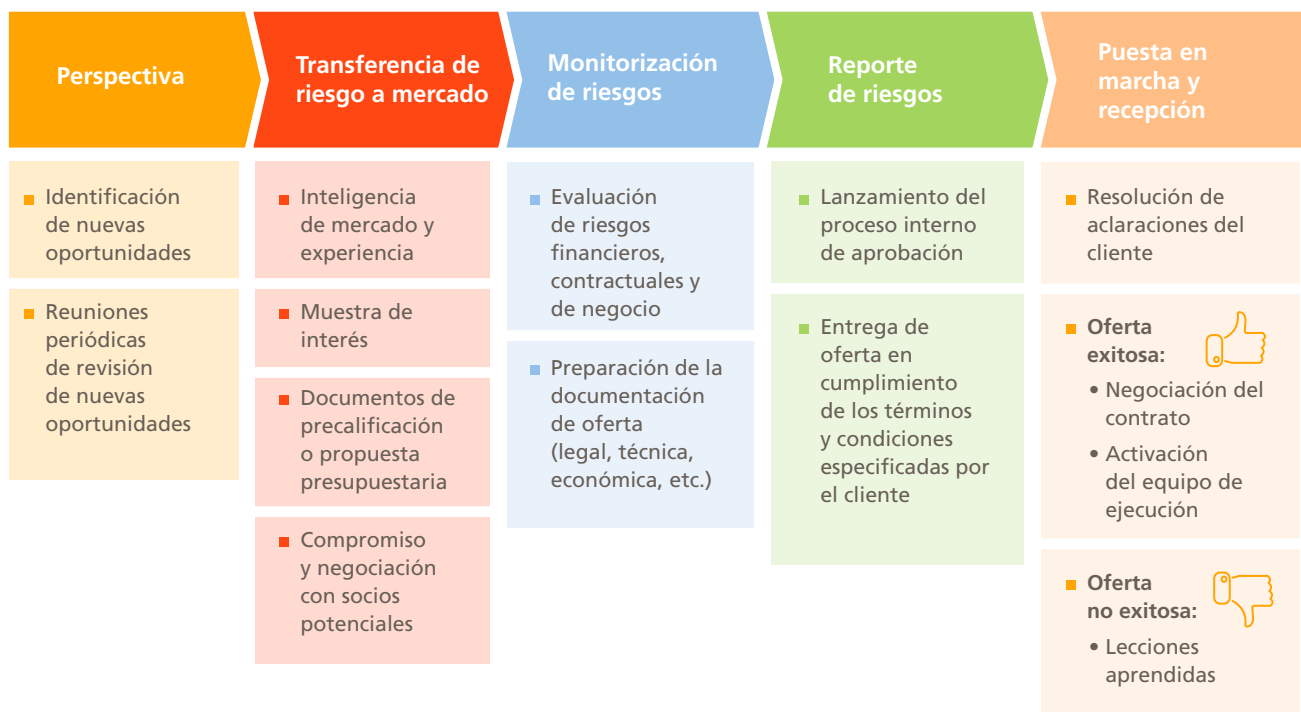 Perspectiva
Transferencia de
riesgo a mercado
Monitorización
de riesgos
Reporte
de riesgos
Puesta en
marcha y
recepción
Identificación
de nuevas
oportunidades
Reuniones
periódicas
de revisión
de nuevas
oportunidades
Inteligencia
de mercado y
experiencia
Muestra de
interés
Documentos de
precalificación
o propuesta
presupuestaria
Compromiso
y negociación
con socios
potenciales
Evaluación
de riesgos
financieros,
contractuales y
de negocio
Preparación de la
documentación
de oferta
(legal, técnica,
económica, etc.)
Lanzamiento del
proceso interno
de aprobación
Entrega de
oferta en
cumplimiento
de los términos
y condiciones
especificadas por
el cliente
Resolución de
aclaraciones del
cliente
Oferta
exitosa:
• Negociación del
contrato
• Activación
del equipo de
ejecución
Oferta
no exitosa:
• Lecciones
aprendidas